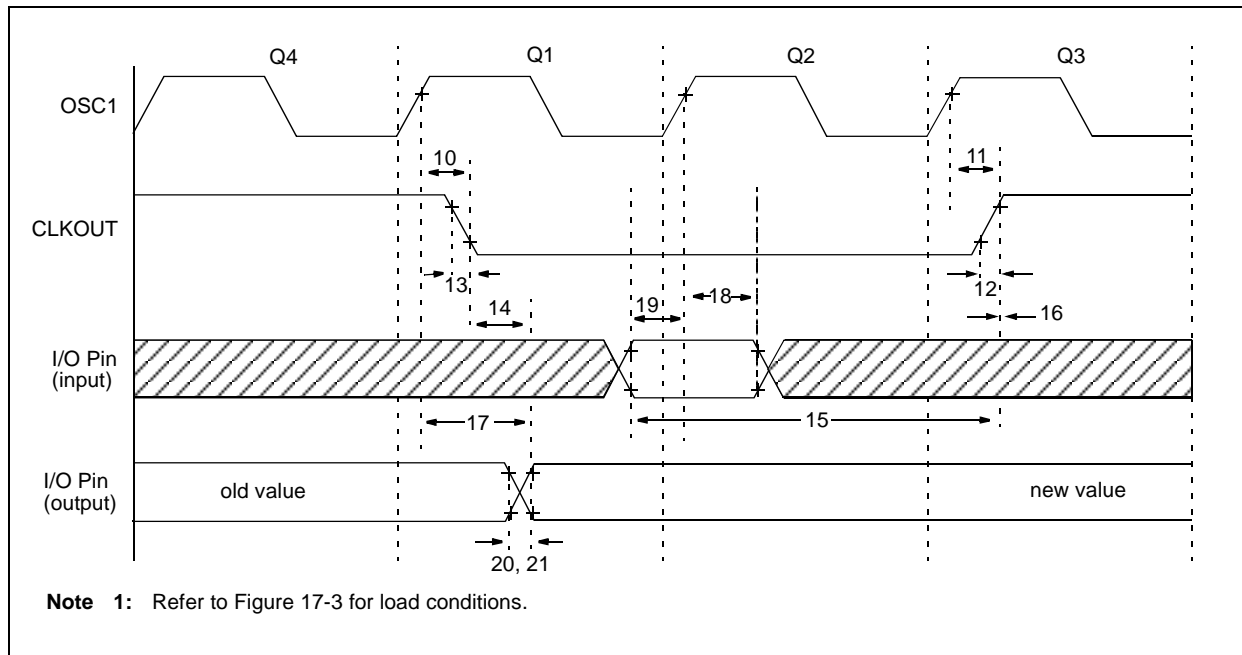 Q4 Q1 Q2 Q3
OSC1
10 11
CLKOUT
13 12
14 19 18 16
I/O Pin
(input)
17 15
I/O Pin
(output)
old value new value
20, 21
Note 1: Refer to Figure 17-3 for load conditions.